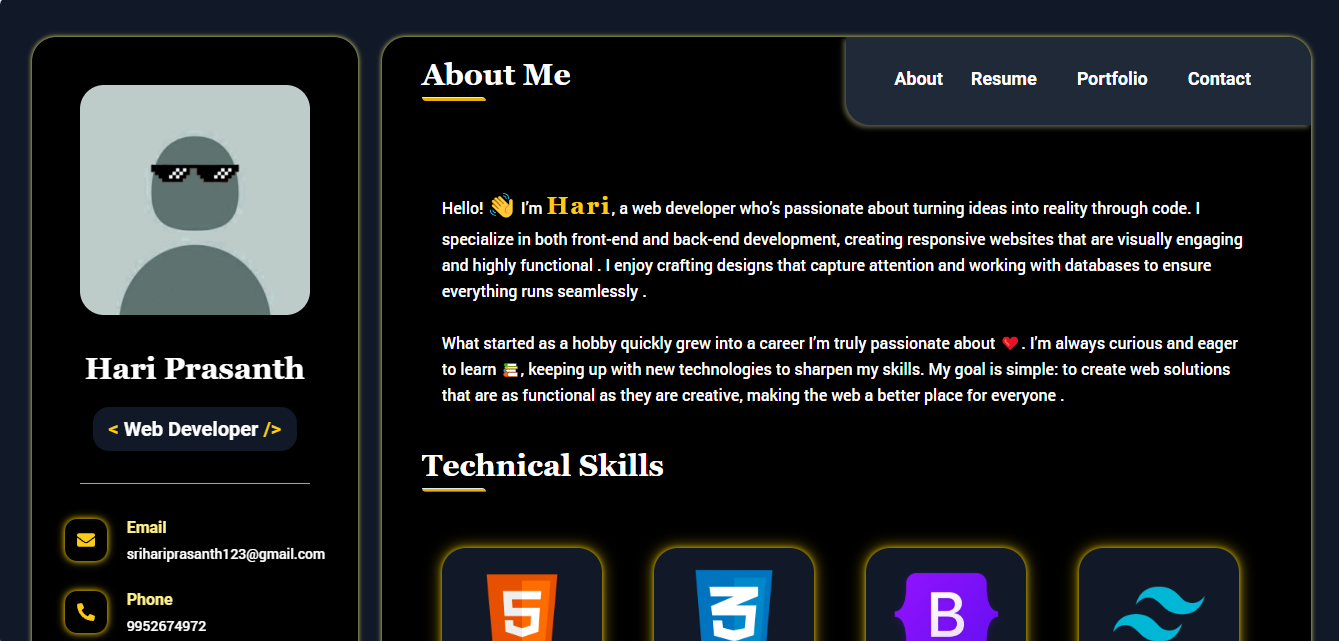 About Me
About Resume Portfolio Contact
Hello! 👋 I'm Hari, a web developer who's passionate about turning ideas into reality through code. I
specialize in both front-end and back-end development, creating responsive websites that are visually engaging
and highly functional . I enjoy crafting designs that capture attention and working with databases to ensure
everything runs seamlessly .
What started as a hobby quickly grew into a career I'm truly passionate about ❤️. I'm always curious and eager
to learn 📚, keeping up with new technologies to sharpen my skills. My goal is simple: to create web solutions
that are as functional as they are creative, making the web a better place for everyone .
Hari Prasanth
< Web Developer />
Email
srihariprasanth123@gmail.com
Phone
9952674972
Technical Skills
5
3
B